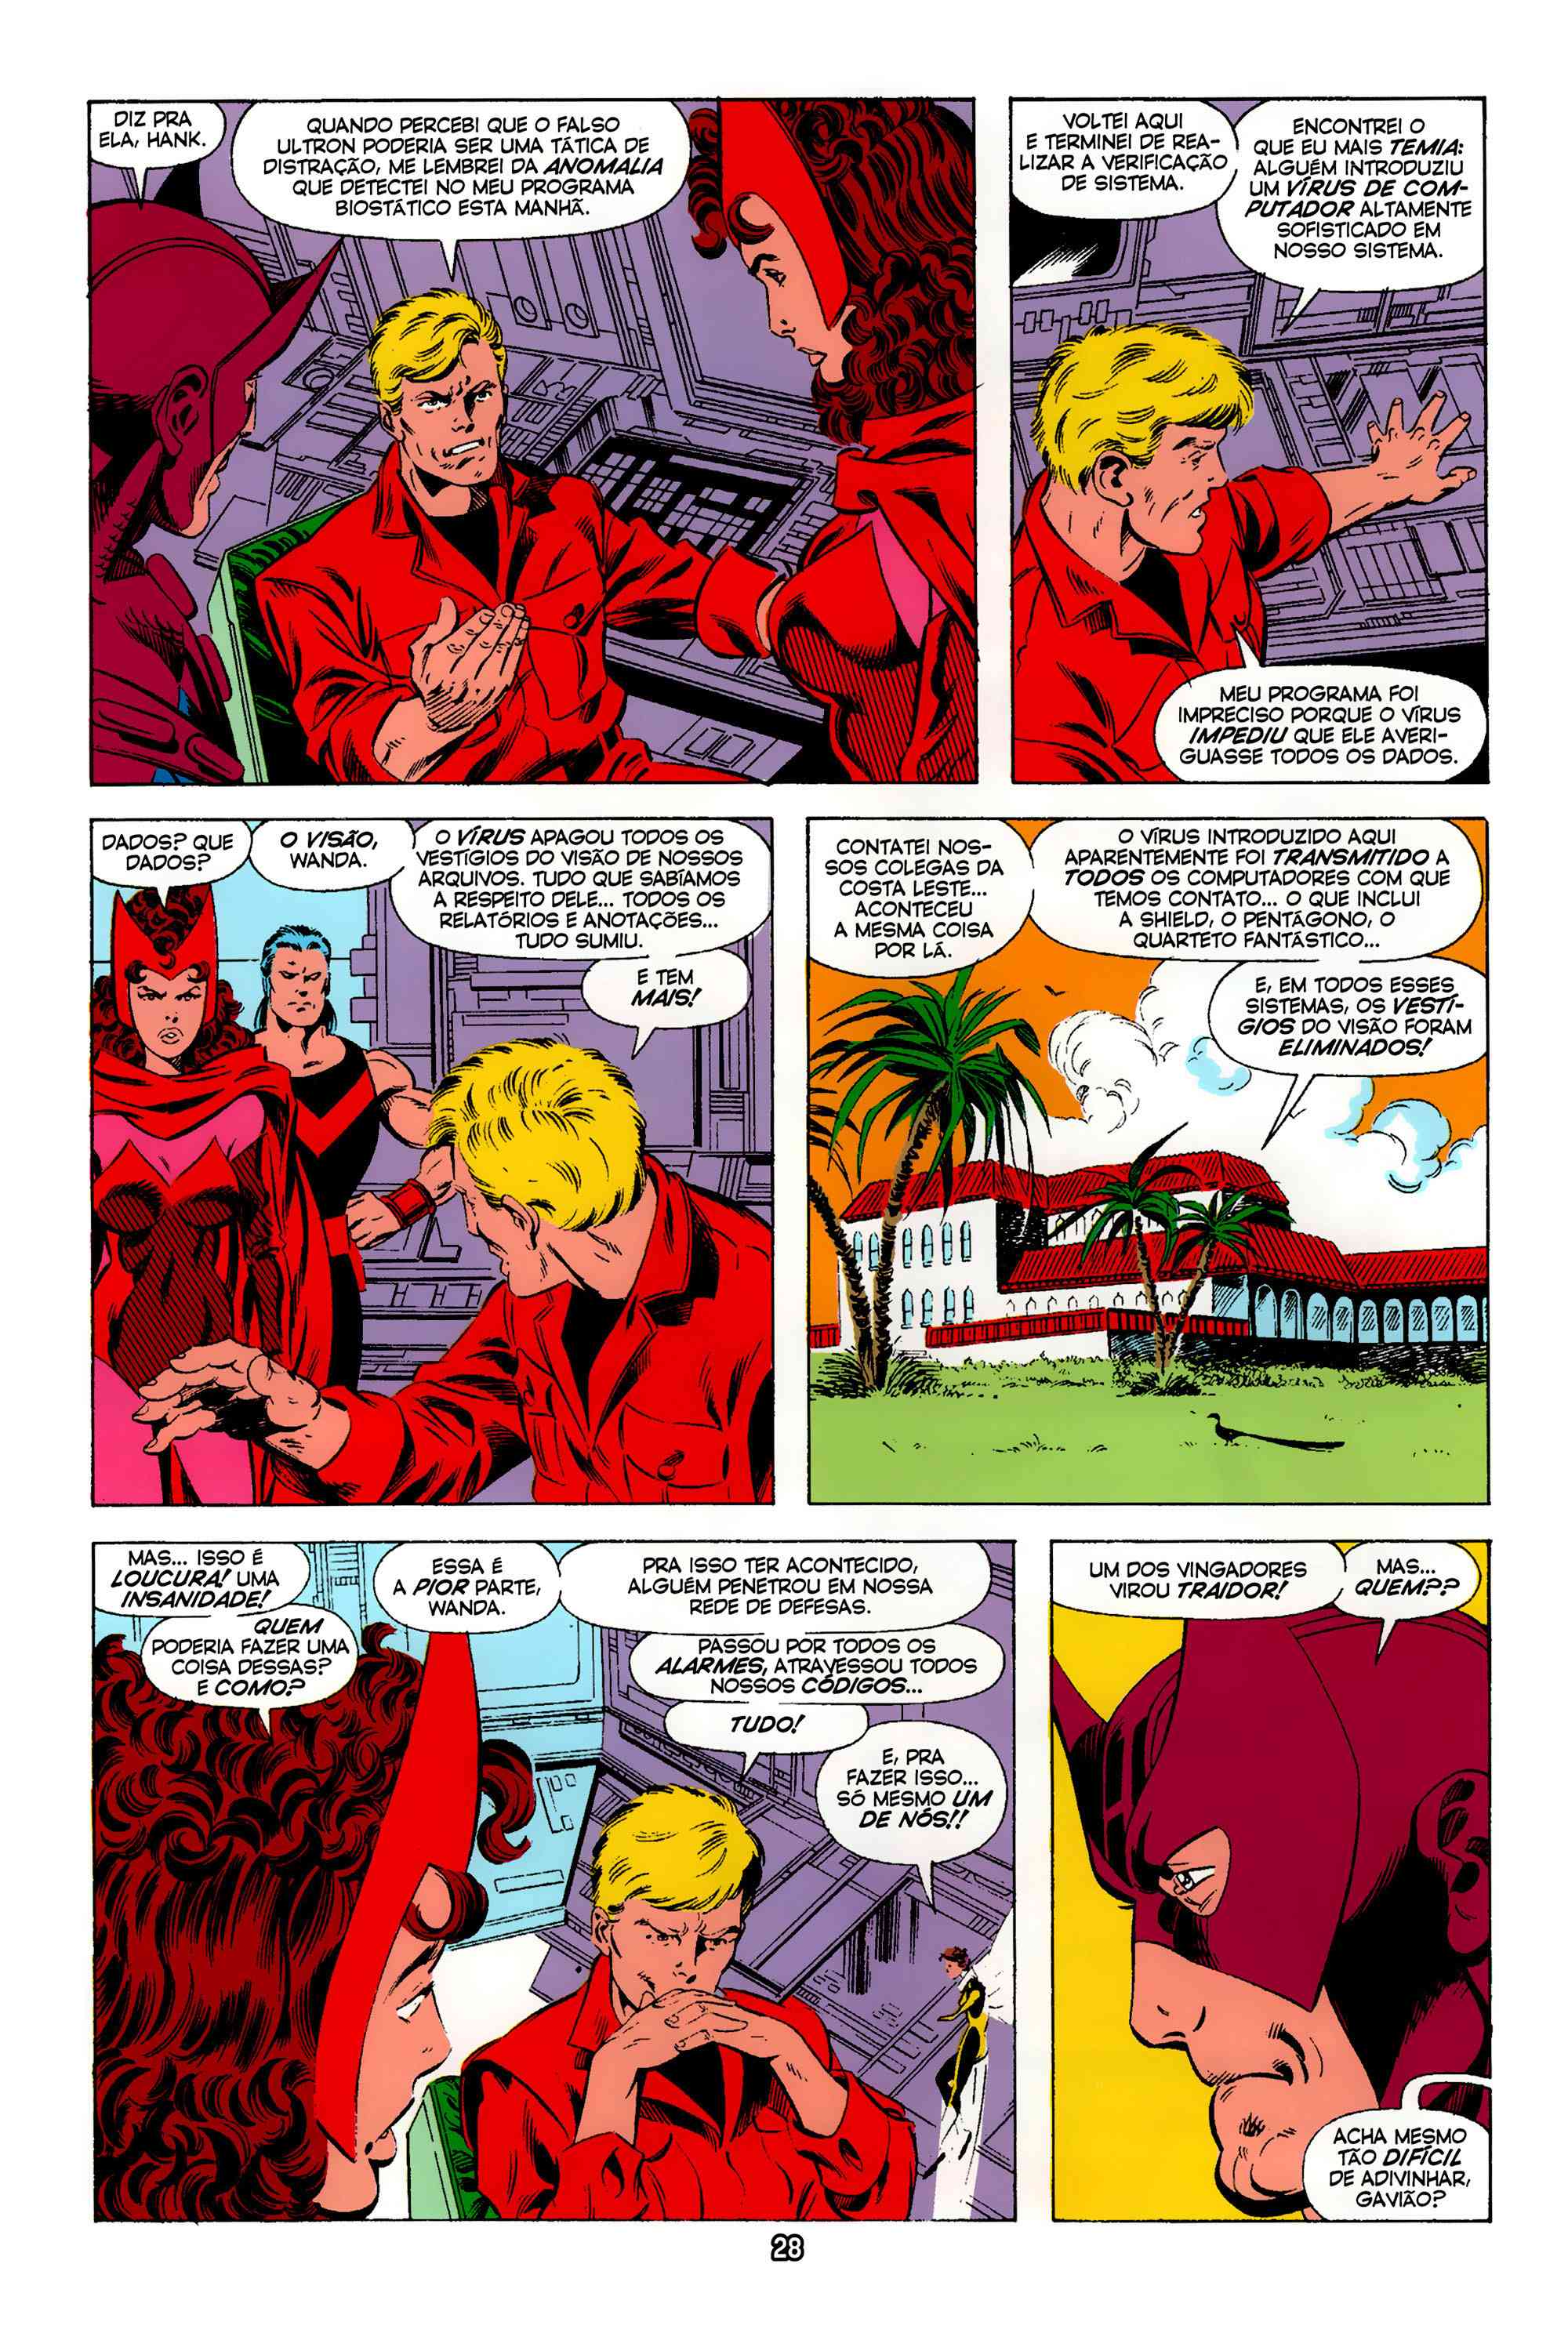 DIZ PRA
ELA, HANK.
QUANDO PERCEBI QUE O FALSO
ULTRON PODERIA SER UMA TÁTICA DE
DISTRAÇÃO, ME LEMBREI DA ANOMALIA
QUE DETECTEI NO MEU PROGRAMA
BIOSTÁTICO ESTA MANHÃ.
VOLTEI AQUI
E TERMINEI DE REA-
LIZAR A VERIFICAÇÃO
DE SISTEMA.
ENCONTREI O
QUE EU MAIS TEMIA:
ALGUÉM INTRODUZIU
UM VÍRUS DE COM-
PUTADOR ALTAMENTE
SOFISTICADO EM
NOSSO SISTEMA.
MEU PROGRAMA FOI
IMPRECISO PORQUE O VÍRUS
IMPEDIU QUE ELE AVERI-
GUASSE TODOS OS DADOS.
DADOS? QUE
DADOS?
O VISÃO,
WANDA.
O VÍRUS APAGOU TODOS OS
VESTÍGIOS DO VISÃO DE NOSSOS
ARQUIVOS. TUDO QUE SABÍAMOS
A RESPEITO DELE... TODOS OS
RELATÓRIOS E ANOTAÇÕES...
TUDO SUMIU.
E TEM
MAIS!
CONTATEI NOS-
SOS COLEGAS DA
COSTA LESTE...
ACONTECEU
A MESMA COISA
POR LÁ.
O VÍRUS INTRODUZIDO AQUI
APARENTEMENTE FOI TRANSMITIDO A
TODOS OS COMPUTADORES COM QUE
TEMOS CONTATO... O QUE INCLUI
A SHIELD, O PENTÁGONO, O
QUARTETO FANTÁSTICO...
E, EM TODOS ESSES
SISTEMAS, OS VESTÍ-
GIOS DO VISÃO FORAM
ELIMINADOS!
MAS... ISSO É
LOUCURA! UMA
INSANIDADE!
QUEM
PODERIA FAZER UMA
COISA DESSAS?
E COMO?
ESSA É
A PIOR PARTE,
WANDA.
PRA ISSO TER ACONTECIDO,
ALGUÉM PENETROU EM NOSSA
REDE DE DEFESAS.
PASSOU POR TODOS OS
ALARMES, ATRAVESSOU TODOS
NOSSOS CÓDIGOS...
TUDO!
E, PRA
FAZER ISSO...
SÓ MESMO UM
DE NÓS!!
UM DOS VINGADORES
VIROU TRAIDOR!
MAS...
QUEM??
ACHA MESMO
TÃO DIFÍCIL
DE ADIVINHAR,
GAVIÃO?
28